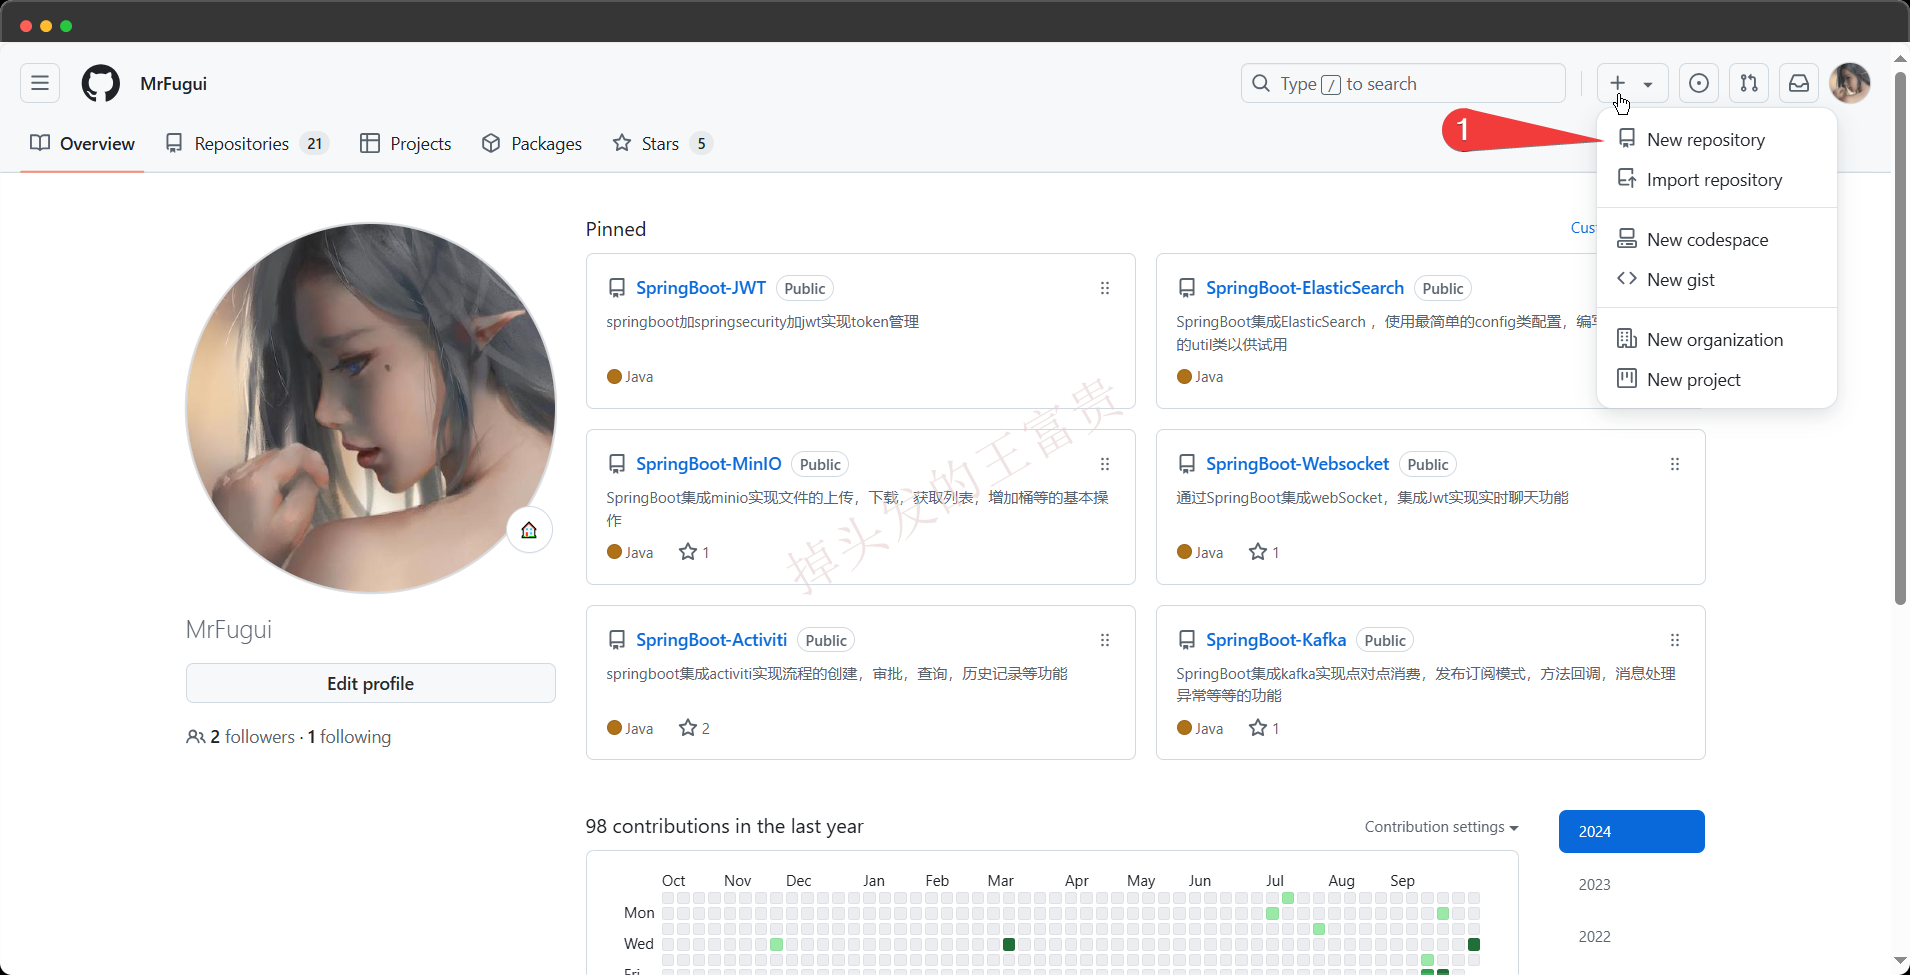 MrFugui
Type / to search
Overview
Repositories 21
Projects
Packages
Stars 5
1
New repository
Import repository
New codespace
New gist
New organization
New project
Pinned
SpringBoot-JWT Public
springboot加springsecurity加jwt实现token管理
Java
SpringBoot-ElasticSearch Public
SpringBoot集成ElasticSearch ，使用最简单的config类配置，编
的util类以供试用
Java
SpringBoot-MinIO Public
SpringBoot集成minio实现文件的上传，下载，获取列表，增加桶等的基本操
作
Java 1
SpringBoot-Websocket Public
通过SpringBoot集成webSocket，集成Jwt实现实时聊天功能
Java 1
SpringBoot-Activiti Public
springboot集成activiti实现流程的创建，审批，查询，历史记录等功能
Java 2
SpringBoot-Kafka Public
SpringBoot集成kafka实现点对点消费，发布订阅模式，方法回调，消息处理
异常等等的功能
Java 1
掉头发的王富贵
MrFugui
Edit profile
2 followers · 1 following
98 contributions in the last year
Contribution settings
2024
2023
2022
Oct Nov Dec Jan Feb Mar Apr May Jun Jul Aug Sep
Mon
Wed